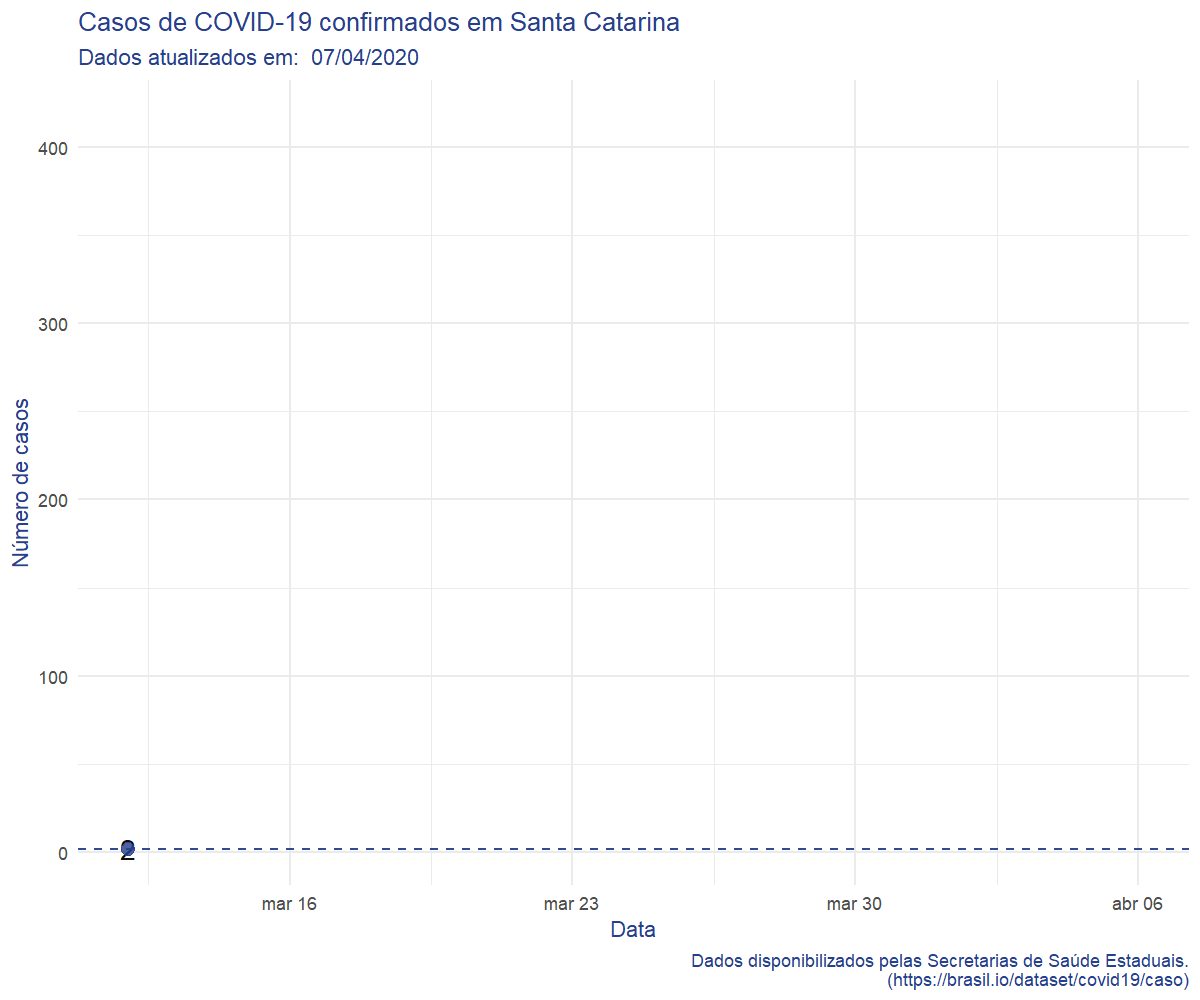 Casos de COVID-19 confirmados em Santa Catarina
Dados atualizados em:  07/04/2020
Número de casos
400
300
200
100
0
2
mar 16
mar 23
mar 30
abr 06
Data
Dados disponibilizados pelas Secretarias de Saúde Estaduais.
(https://brasil.io/dataset/covid19/caso)